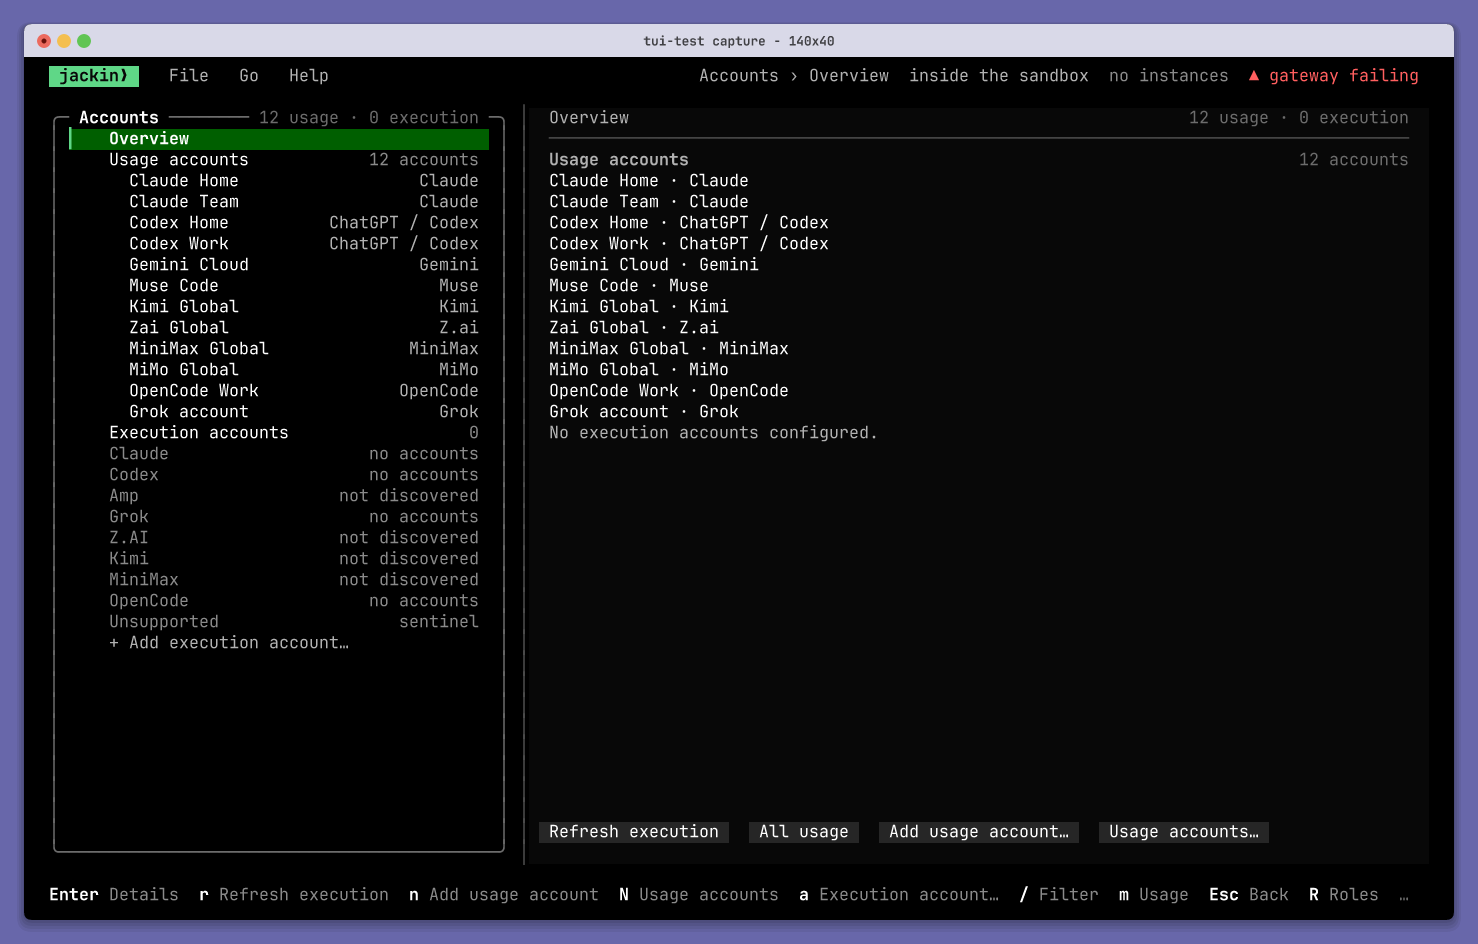 tui-test capture - 140x40
jackin❯ File Go Help Accounts › Overview inside the sandbox no instances ▲ gateway failing
Accounts 12 usage · 0 execution
Overview
Usage accounts 12 accounts
Claude Home Claude
Claude Team Claude
Codex Home ChatGPT / Codex
Codex Work ChatGPT / Codex
Gemini Cloud Gemini
Muse Code Muse
Kimi Global Kimi
Zai Global Z.ai
MiniMax Global MiniMax
MiMo Global MiMo
OpenCode Work OpenCode
Grok account Grok
Execution accounts 0
Claude no accounts
Codex no accounts
Amp not discovered
Grok no accounts
Z.AI not discovered
Kimi not discovered
MiniMax not discovered
OpenCode no accounts
Unsupported sentinel
+ Add execution account…
Overview 12 usage · 0 execution
Usage accounts 12 accounts
Claude Home · Claude
Claude Team · Claude
Codex Home · ChatGPT / Codex
Codex Work · ChatGPT / Codex
Gemini Cloud · Gemini
Muse Code · Muse
Kimi Global · Kimi
Zai Global · Z.ai
MiniMax Global · MiniMax
MiMo Global · MiMo
OpenCode Work · OpenCode
Grok account · Grok
No execution accounts configured.
Refresh execution All usage Add usage account… Usage accounts…
Enter Details r Refresh execution n Add usage account N Usage accounts a Execution account… / Filter m Usage Esc Back R Roles …